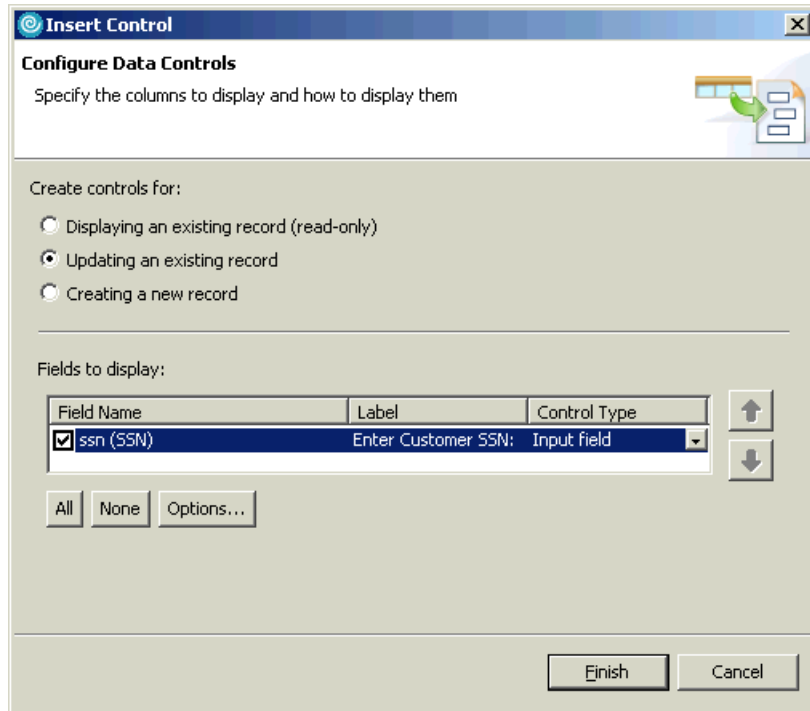 Insert Control
Configure Data Controls
Specify the columns to display and how to display them
Create controls for:
Displaying an existing record (read-only)
Updating an existing record
Creating a new record
Fields to display:
Field Name Label Control Type
ssn (SSN) Enter Customer SSN: Input field
All None Options...
Finish Cancel